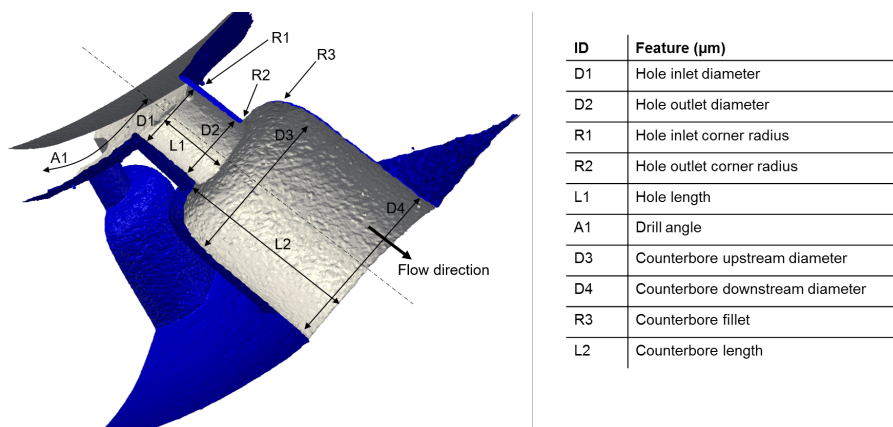 R1
R3
R2
D1
D2
D3
L1
A1
D4
L2
Flow direction
ID Feature (µm)
D1 Hole inlet diameter
D2 Hole outlet diameter
R1 Hole inlet corner radius
R2 Hole outlet corner radius
L1 Hole length
A1 Drill angle
D3 Counterbore upstream diameter
D4 Counterbore downstream diameter
R3 Counterbore fillet
L2 Counterbore length